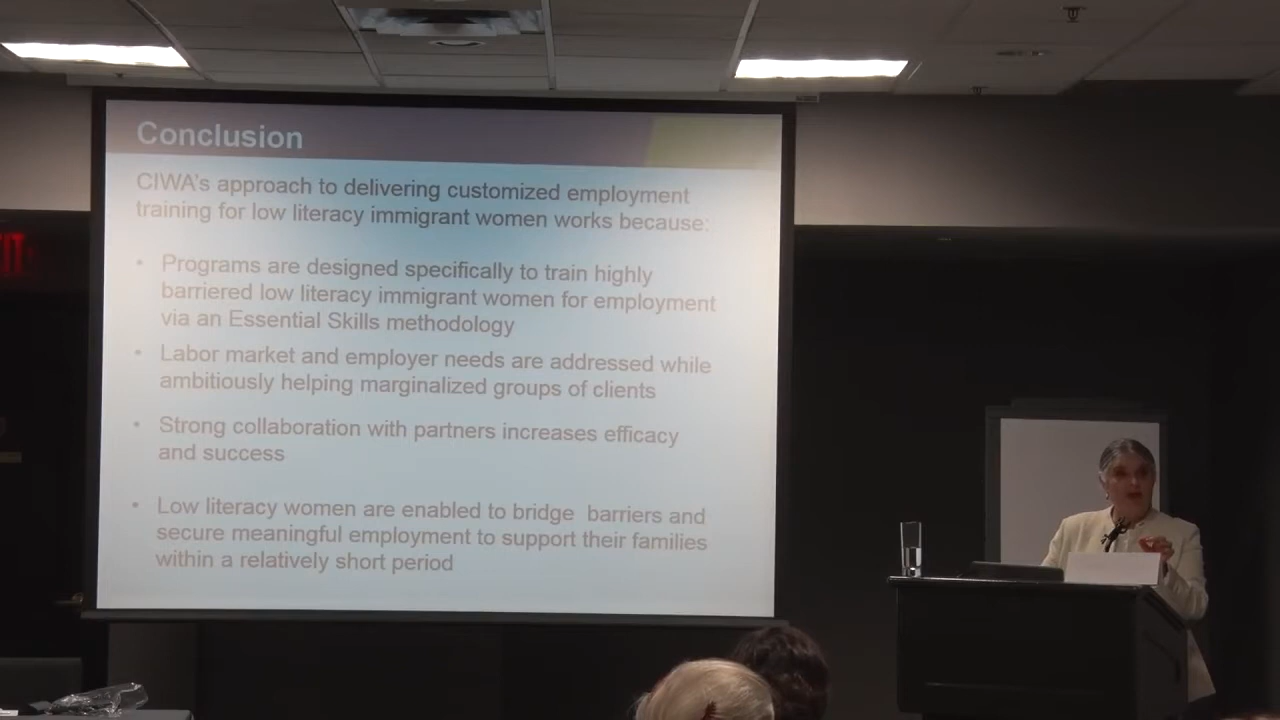 Conclusion
CIWA's approach to delivering customized employment
training for low literacy immigrant women works because:
• Programs are designed specifically to train highly
barriered low literacy immigrant women for employment
via an Essential Skills methodology
• Labor market and employer needs are addressed while
ambitiously helping marginalized groups of clients
• Strong collaboration with partners increases efficacy
and success
• Low literacy women are enabled to bridge barriers and
secure meaningful employment to support their families
within a relatively short period